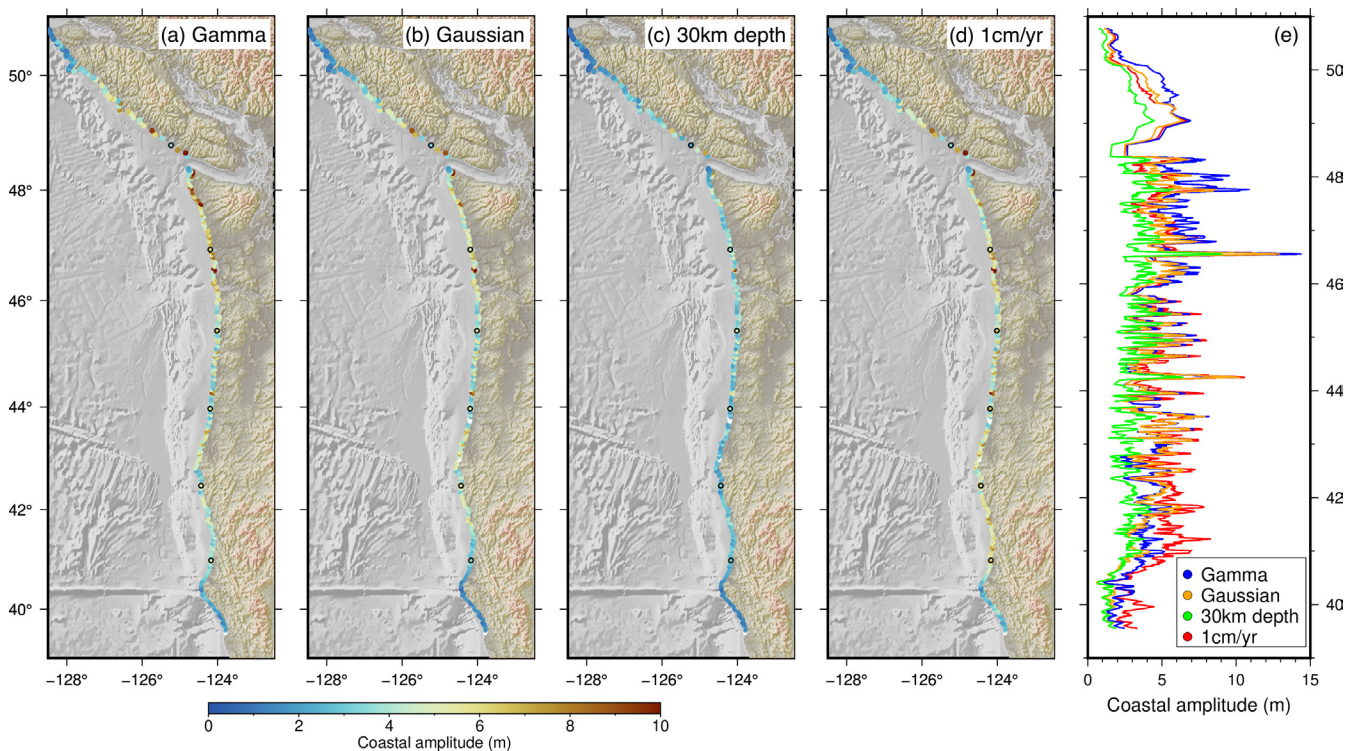 (a) Gamma
(b) Gaussian
(c) 30km depth
(d) 1cm/yr
(e)
50°
48°
46°
44°
42°
40°
50
48
46
44
42
40
39
−128° −126° −124°
−128° −126° −124°
−128° −126° −124°
−128° −126° −124°
Gamma
Gaussian
30km depth
1cm/yr
0 5 10 15
Coastal amplitude (m)
0 2 4 6 8 10
Coastal amplitude (m)